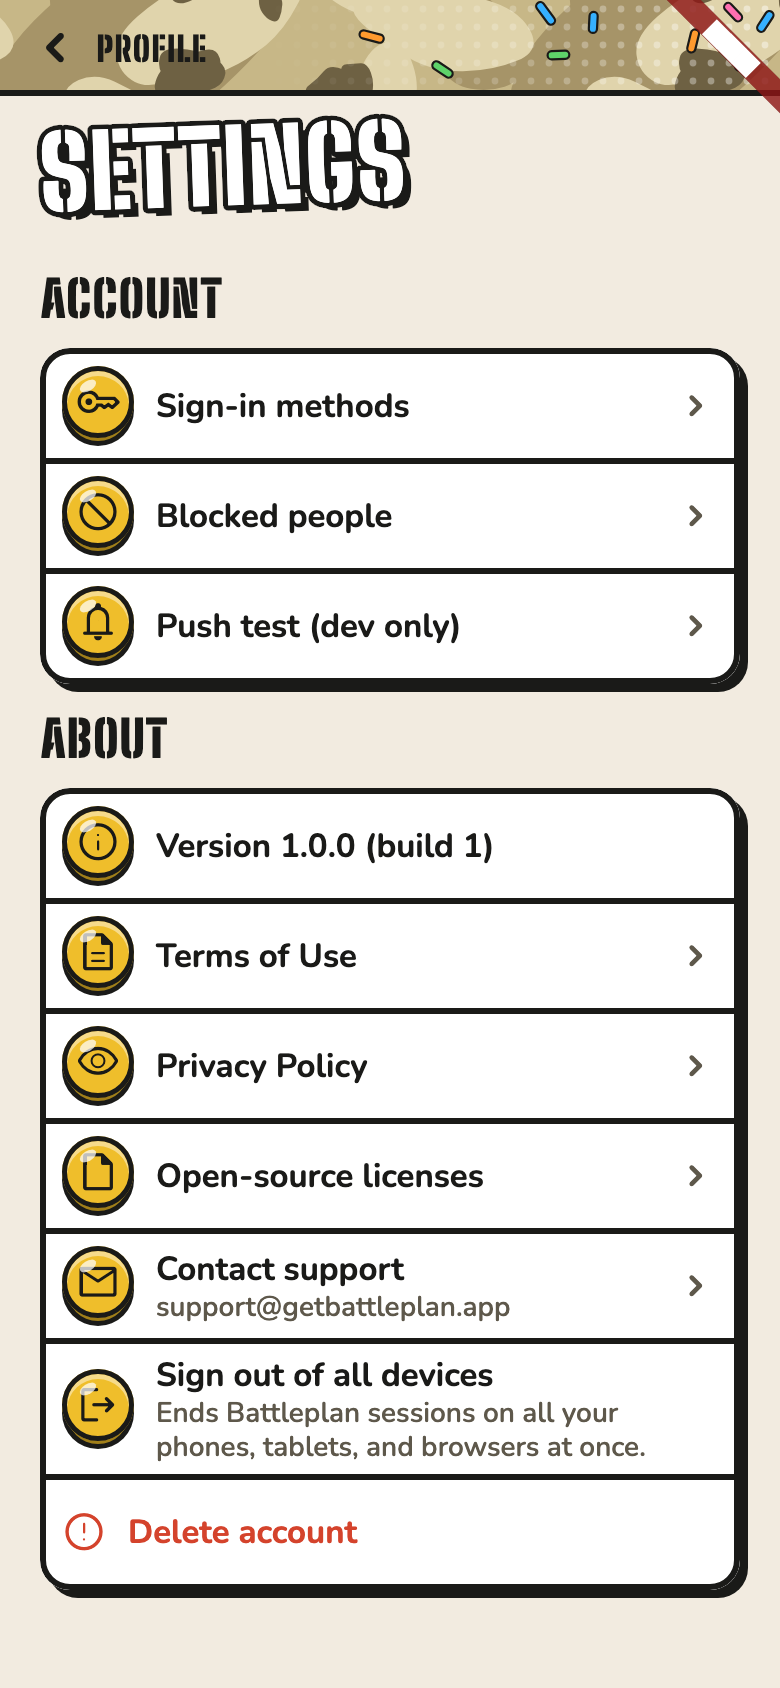 PROFILE
SETTINGS
ACCOUNT
Sign-in methods
Blocked people
Push test (dev only)
ABOUT
Version 1.0.0 (build 1)
Terms of Use
Privacy Policy
Open-source licenses
Contact support
support@getbattleplan.app
Sign out of all devices
Ends Battleplan sessions on all your
phones, tablets, and browsers at once.
Delete account